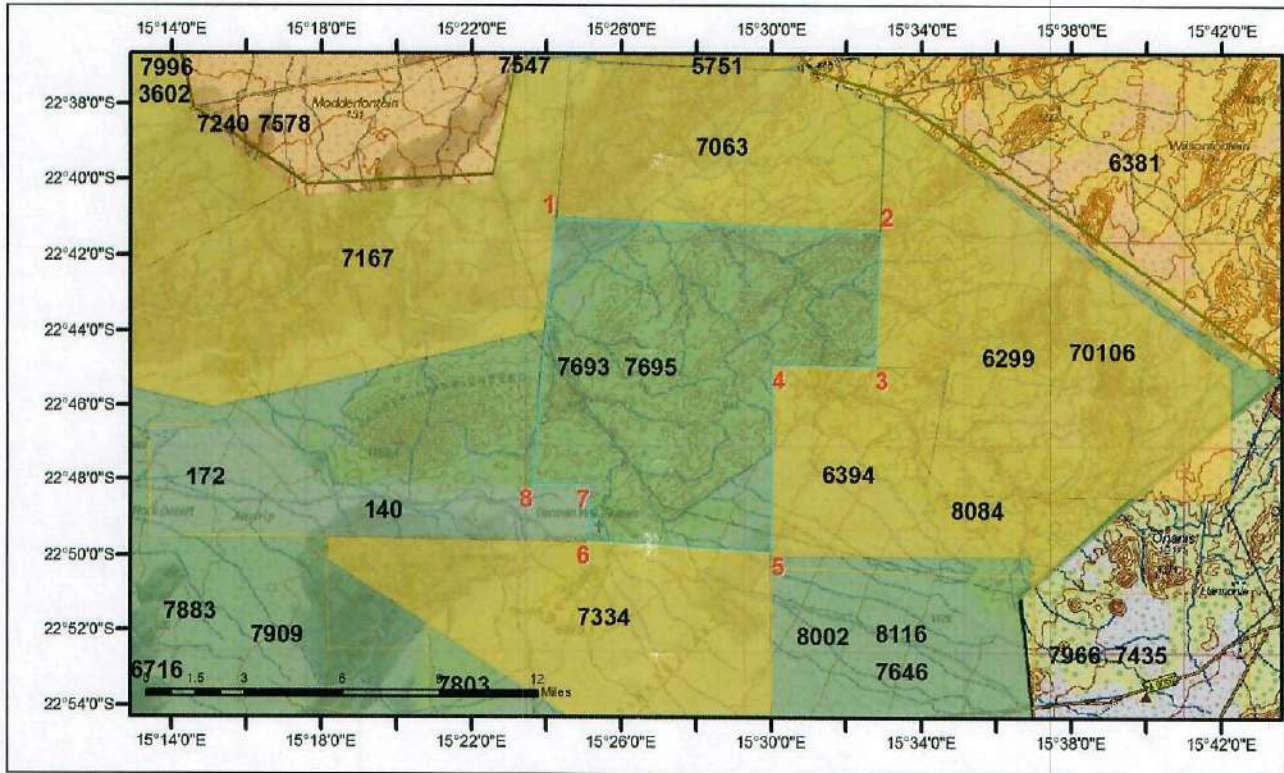 15°14'0"E 15°18'0"E 15°22'0"E 15°26'0"E 15°30'0"E 15°34'0"E 15°38'0"E 15°42'0"E
7996 7547 5751
22°38'0"S 3602
Modderfontein
131
7240 7578
7063
Wilsonfontein
6381
22°40'0"S
1 2
22°42'0"S
7167
22°44'0"S
7693 7695 6299 70106
4 3
22°46'0"S
172 6394
22°48'0"S
8 7
140 8084
Airstrip
22°50'0"S
6 5
Onanis
7883 7334
Harmonie
22°52'0"S
7909 8002 8116
7966 7435
6716 7646
7803
0 1.5 3 6 9 12
Miles
22°54'0"S
15°14'0"E 15°18'0"E 15°22'0"E 15°26'0"E 15°30'0"E 15°34'0"E 15°38'0"E 15°42'0"E